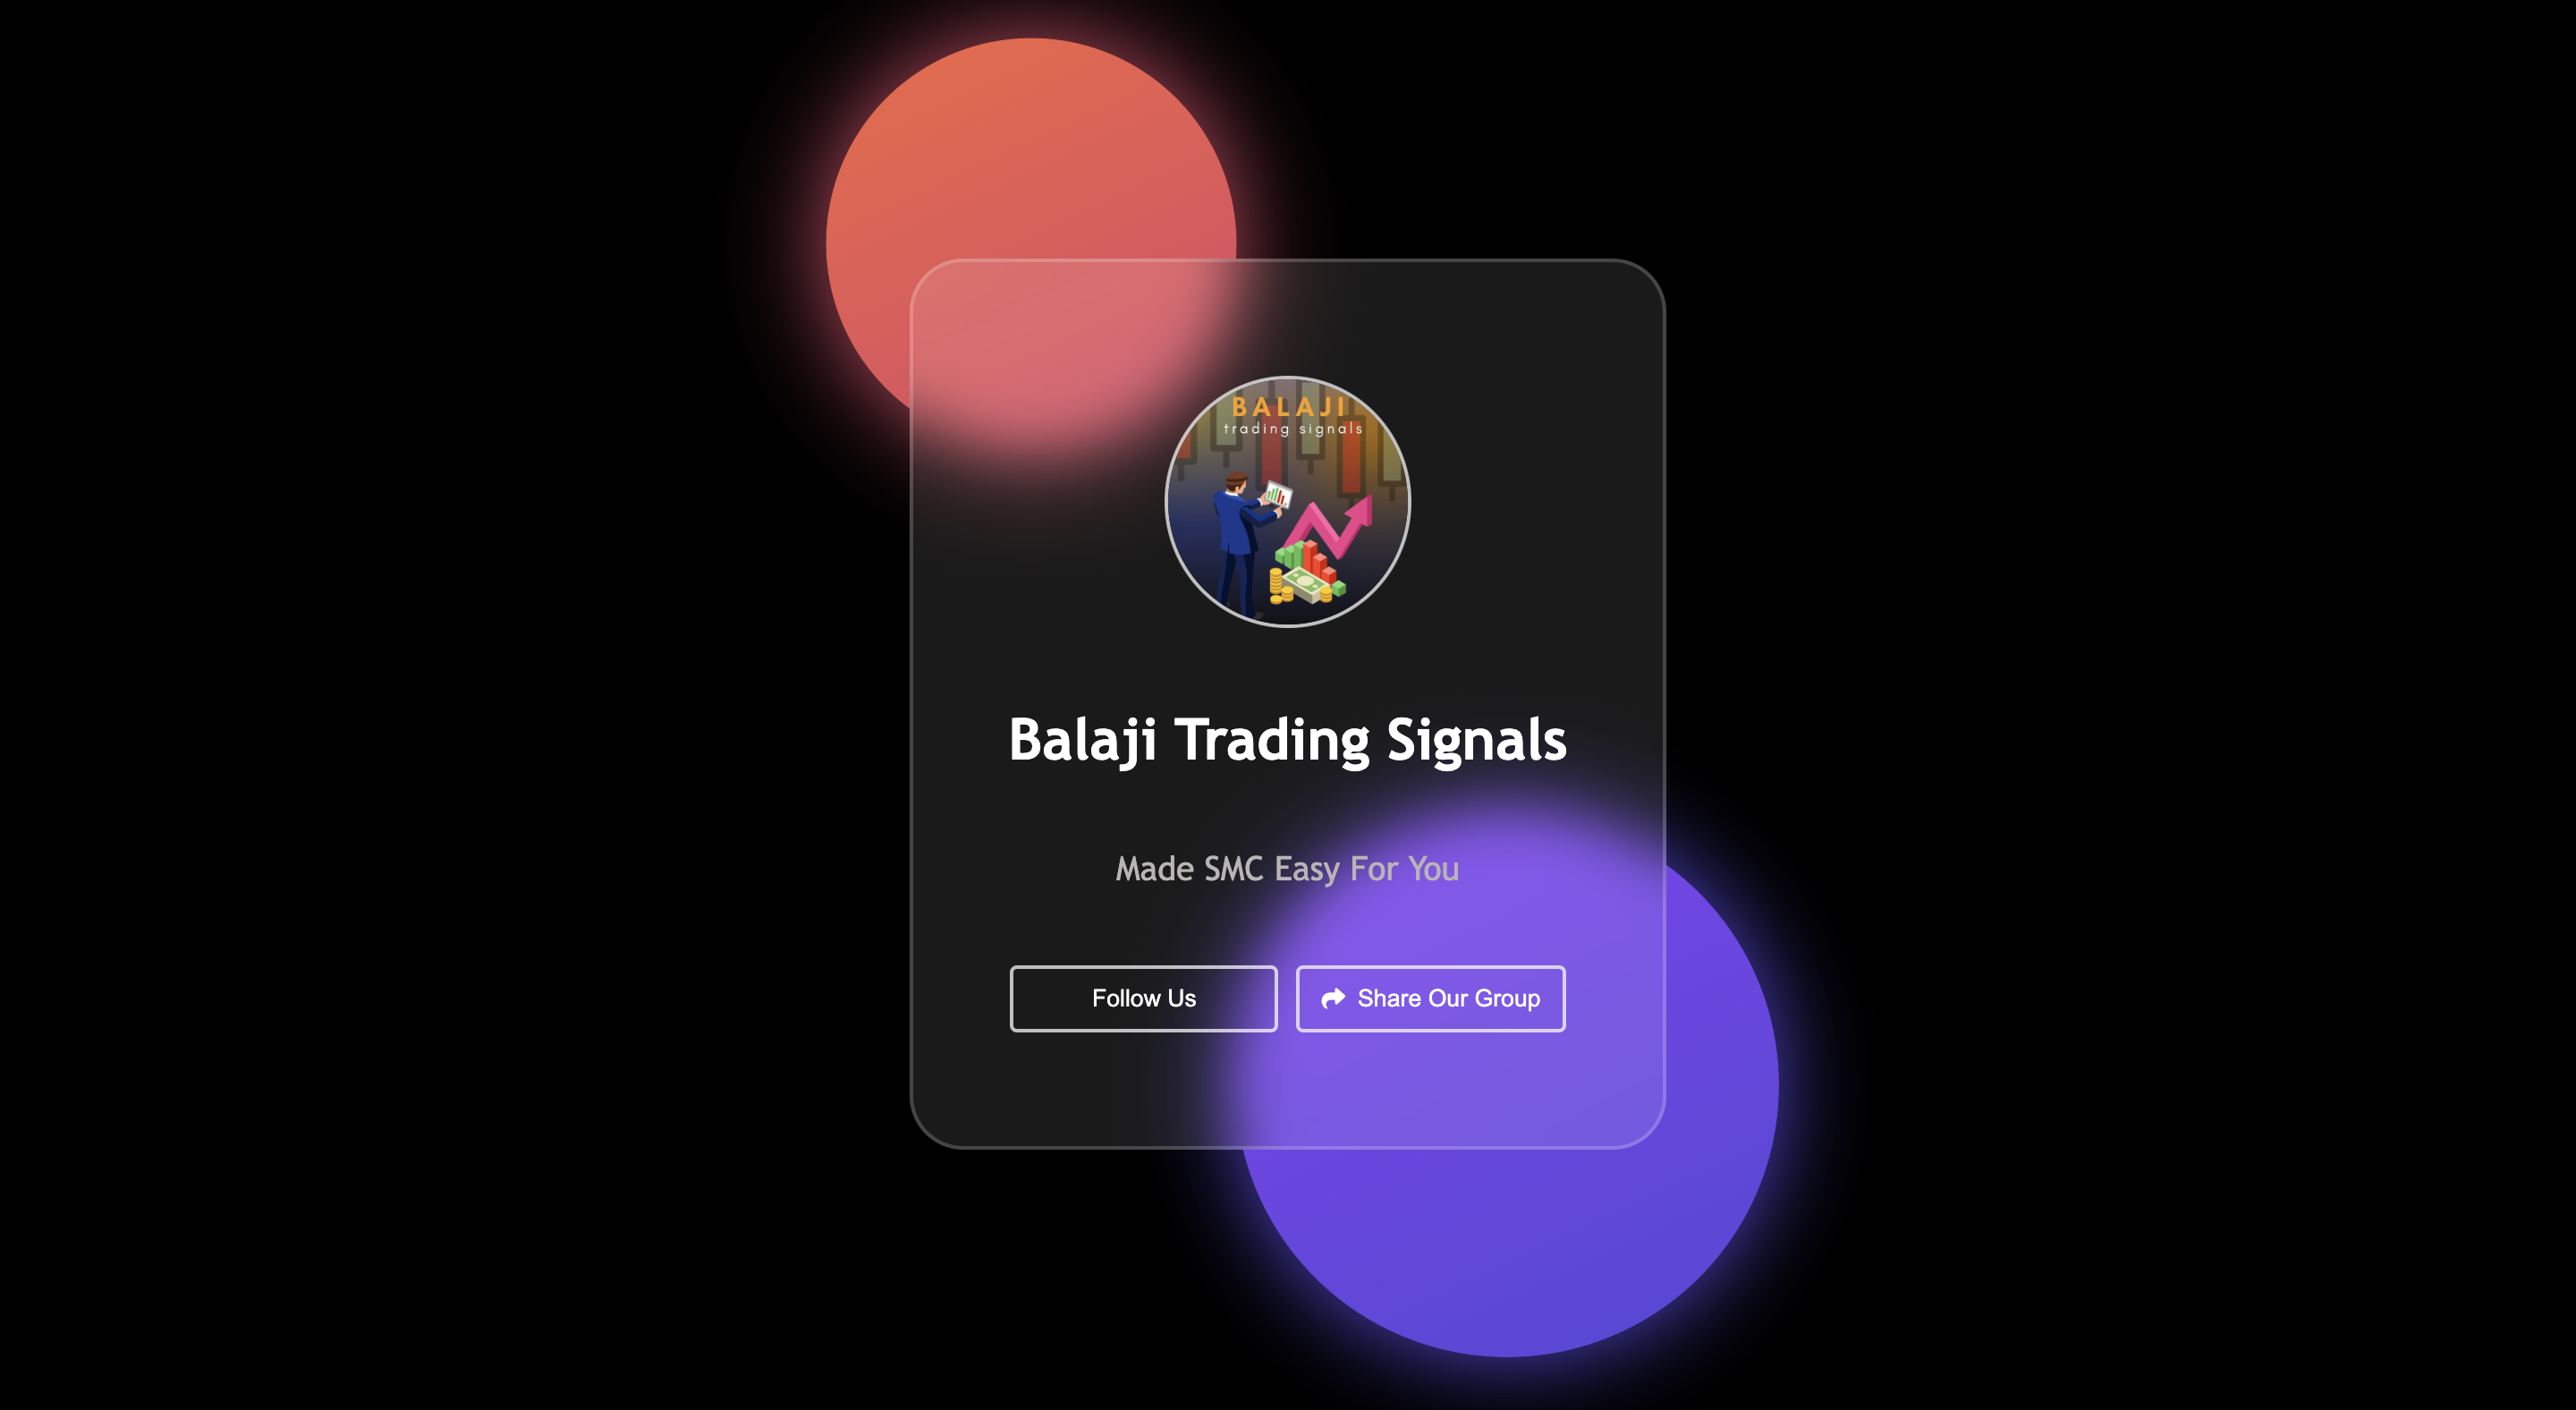 BALAJI
trading signals
Balaji Trading Signals
Made SMC Easy For You
Follow Us
Share Our Group